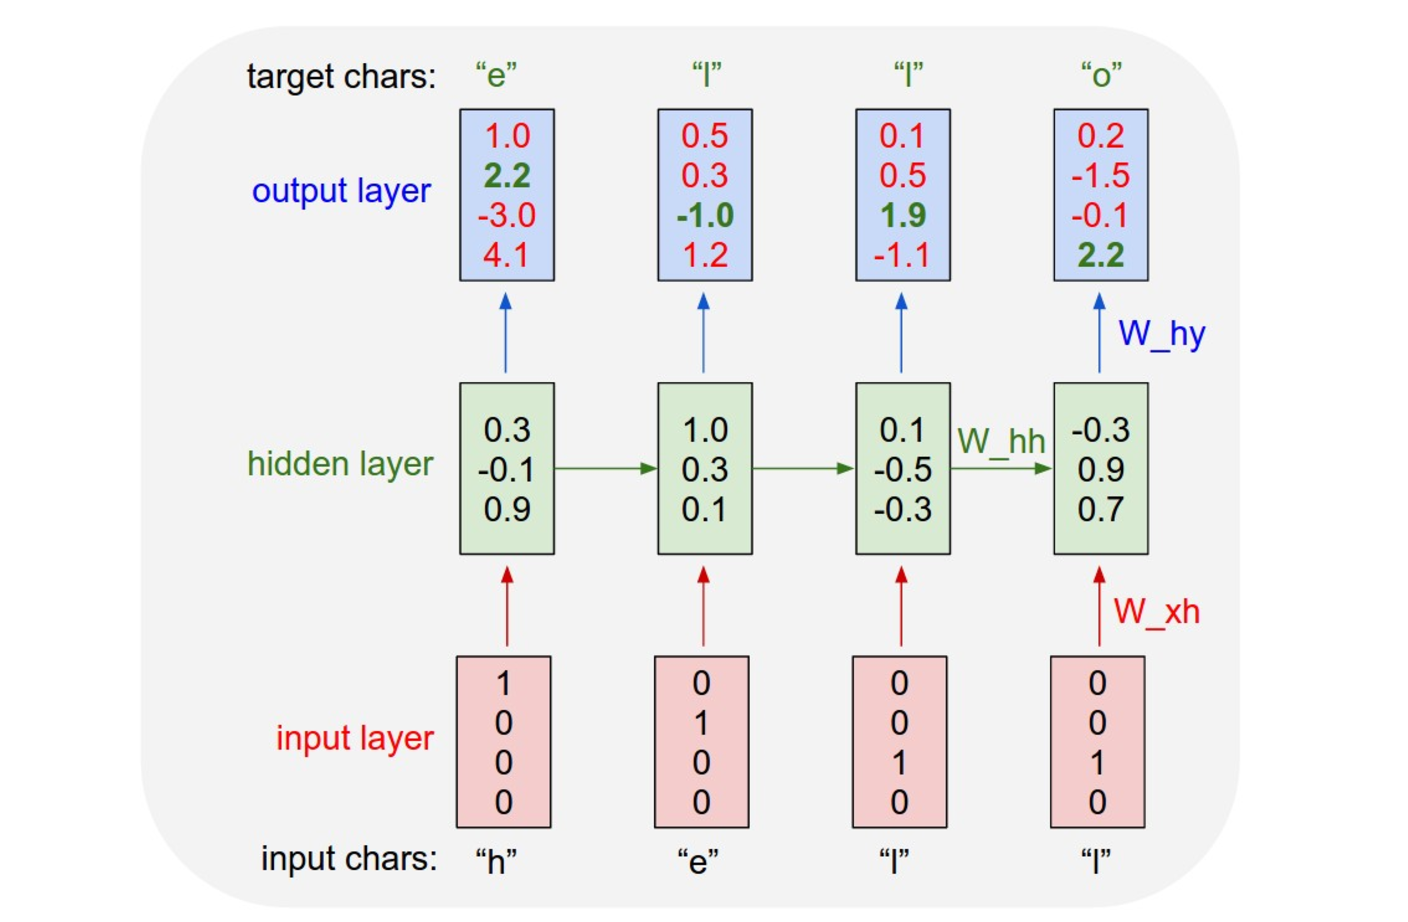 target chars: “e” “l” “l” “o”
output layer
1.0 0.5 0.1 0.2
2.2 0.3 0.5 -1.5
-3.0 -1.0 1.9 -0.1
4.1 1.2 -1.1 2.2
W_hy
hidden layer
0.3 1.0 0.1 -0.3
-0.1 0.3 -0.5 0.9
0.9 0.1 -0.3 0.7
W_hh
W_xh
input layer
1 0 0 0
0 1 0 0
0 0 1 1
0 0 0 0
input chars: “h” “e” “l” “l”